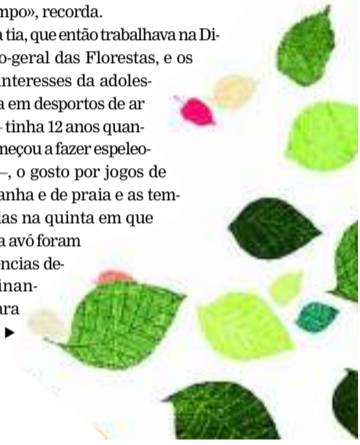 mpo», recorda.
a tia, que então trabalhava na Di-
o-geral das Florestas, e os
nteresses da adoles-
a em desportos de ar
– tinha 12 anos quan-
meçou a fazer espeleo-
–, o gosto por jogos de
anha e de praia e as tem-
las na quinta em que
a avó foram
ncias de-
inan-
ara